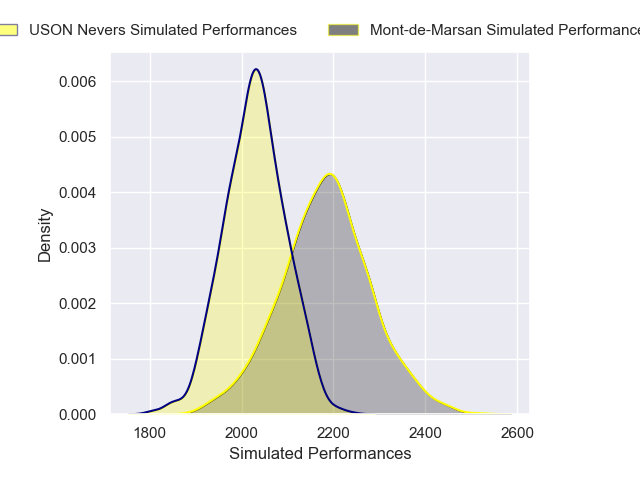 USON Nevers Simulated Performances
Mont-de-Marsan Simulated Performance
0.006
0.005
0.004
0.003
0.002
0.001
0.000
Density
1800 2000 2200 2400 2600
Simulated Performances